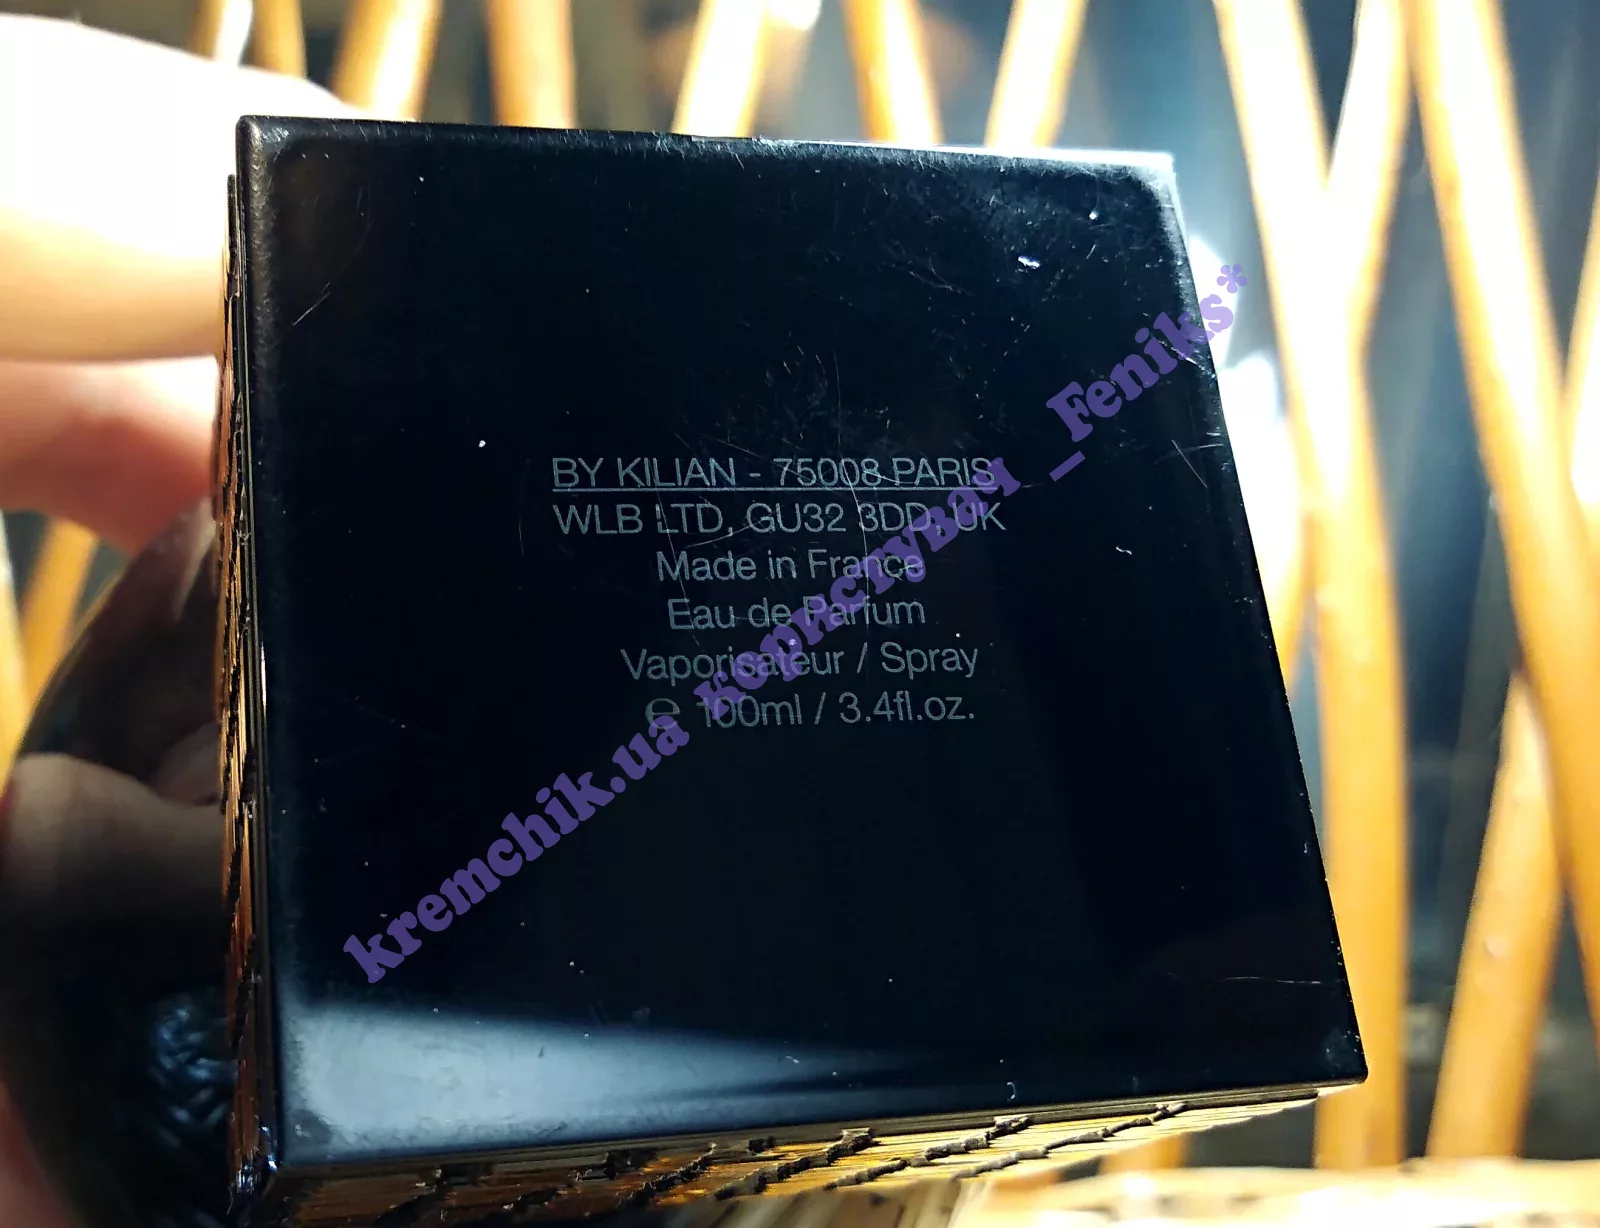 BY KILIAN - 75008 PARIS
WLB LTD, GU32 3DD, UK
Made in France
Eau de Parfum
Vaporisateur / Spray
℮ 100ml / 3.4fl.oz.
kremchik.ua користувач _Feniks*